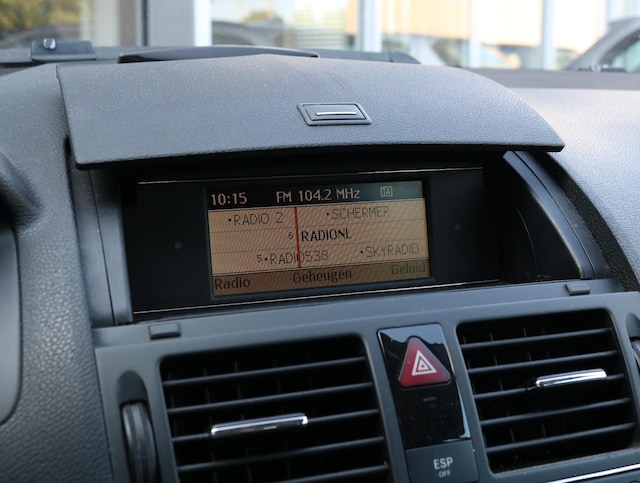 10:15 FM 104.2 MHz TA
•RADIO 2 •SCHERMER
6 RADIONL
5•RADIO538 •SKYRADIO
Radio Geheugen Geluid
ESP
OFF